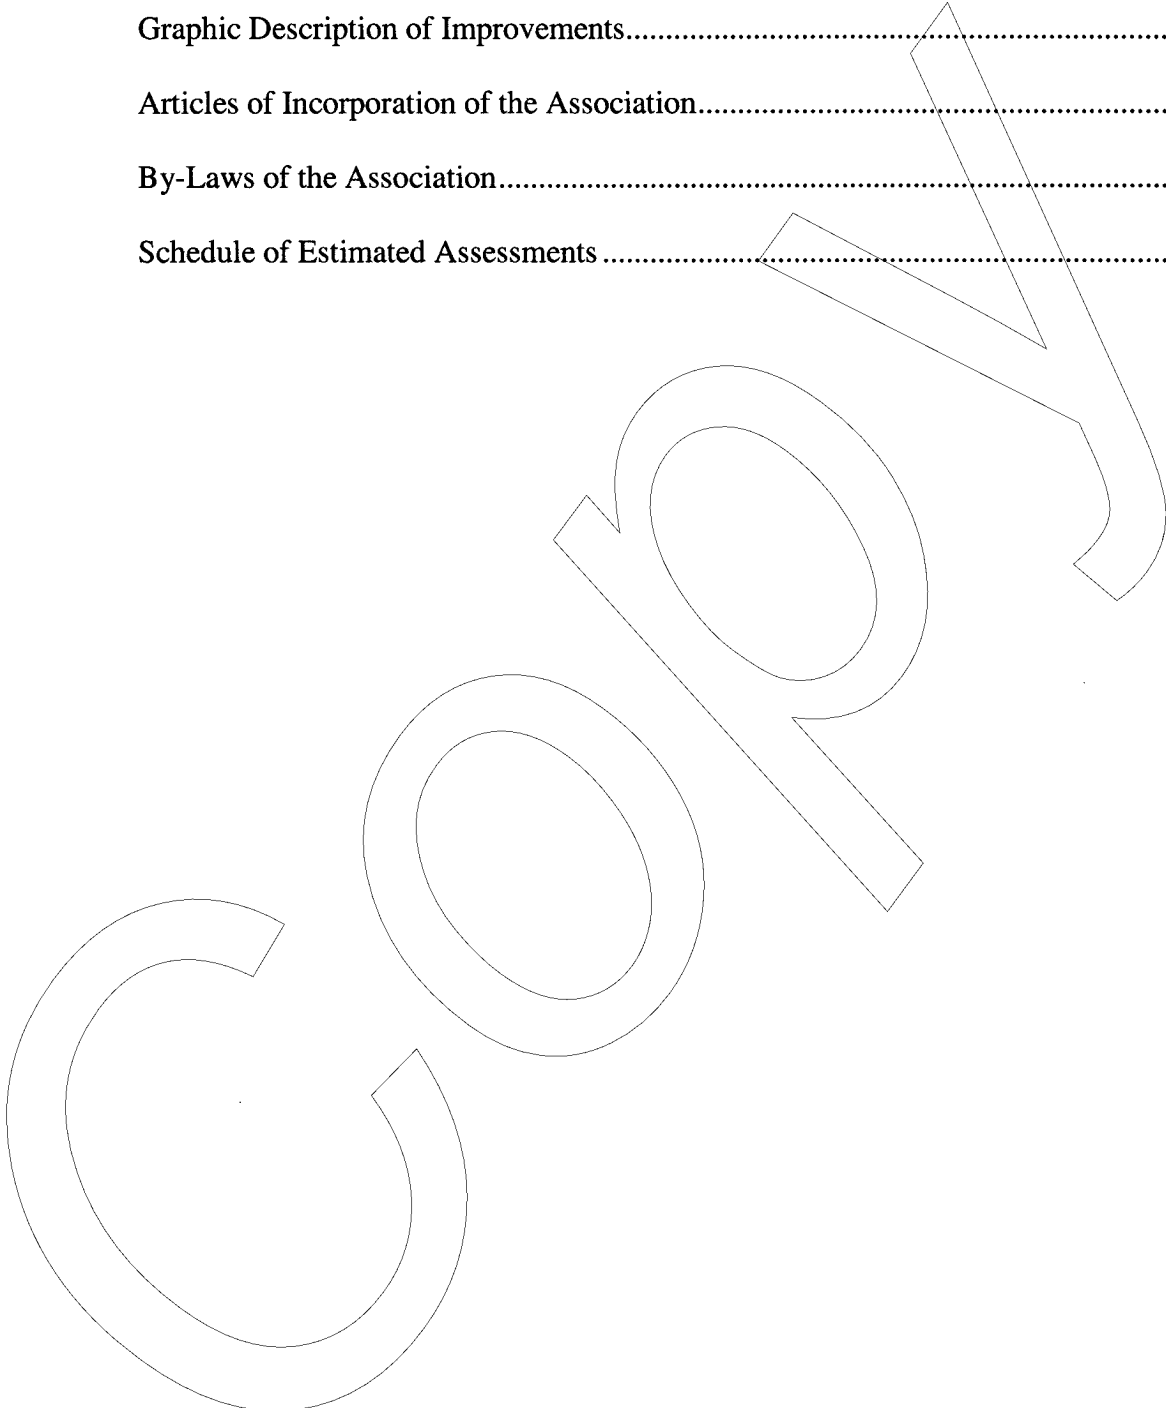 Graphic Description of Improvements....................................................................
Articles of Incorporation of the Association...........................................................
By-Laws of the Association....................................................................................
Schedule of Estimated Assessments .......................................................................
Copy